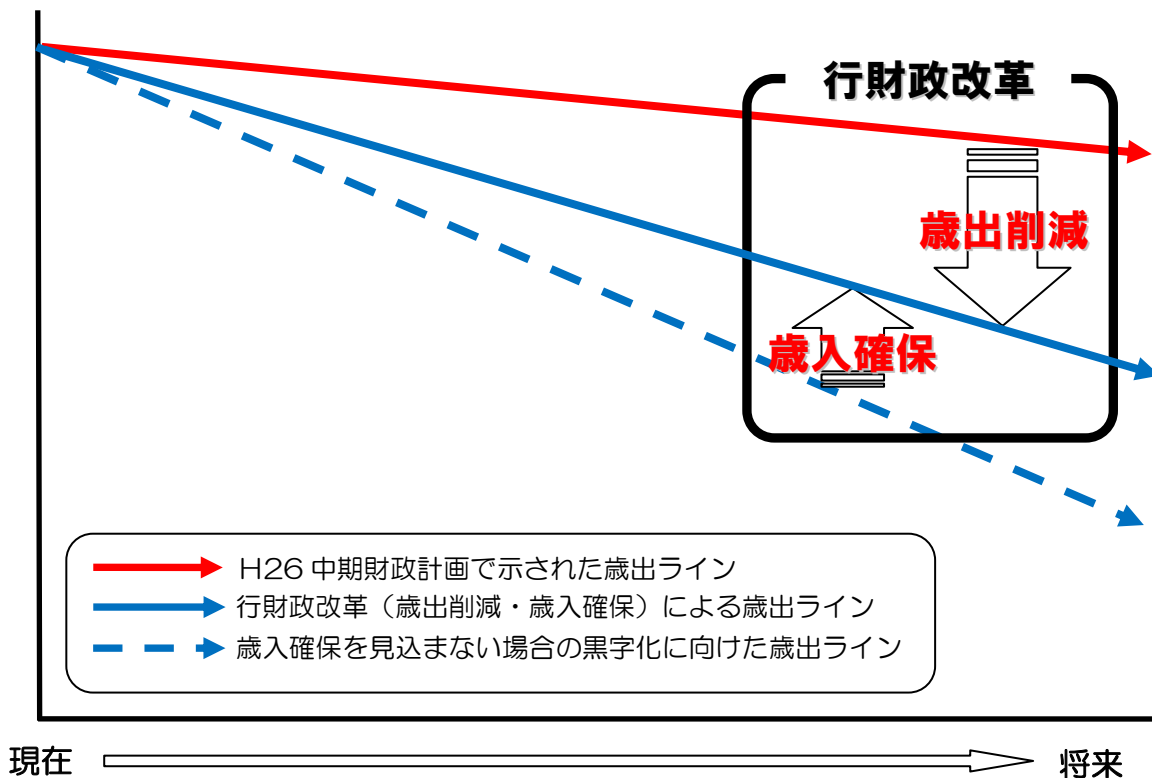 行財政改革
歳出削減
歳入確保
H26中期財政計画で示された歳出ライン
行財政改革（歳出削減・歳入確保）による歳出ライン
歳入確保を見込まない場合の黒字化に向けた歳出ライン
現在
将来